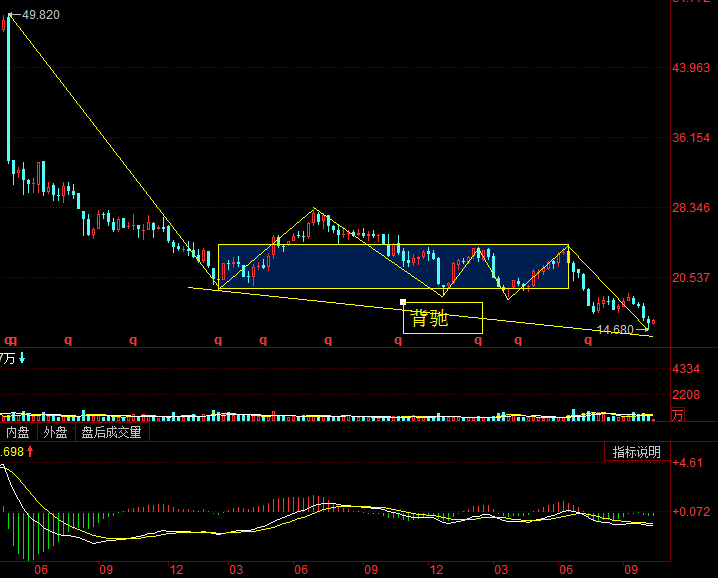 49.820
43.963
36.154
28.346
20.537
背驰
14.680
qq q q q q q q q q q
7万
4334
2208
万
内盘 外盘 盘后成交量
.698
指标说明
+4.61
+0.072
06 09 12 03 06 09 12 03 06 09